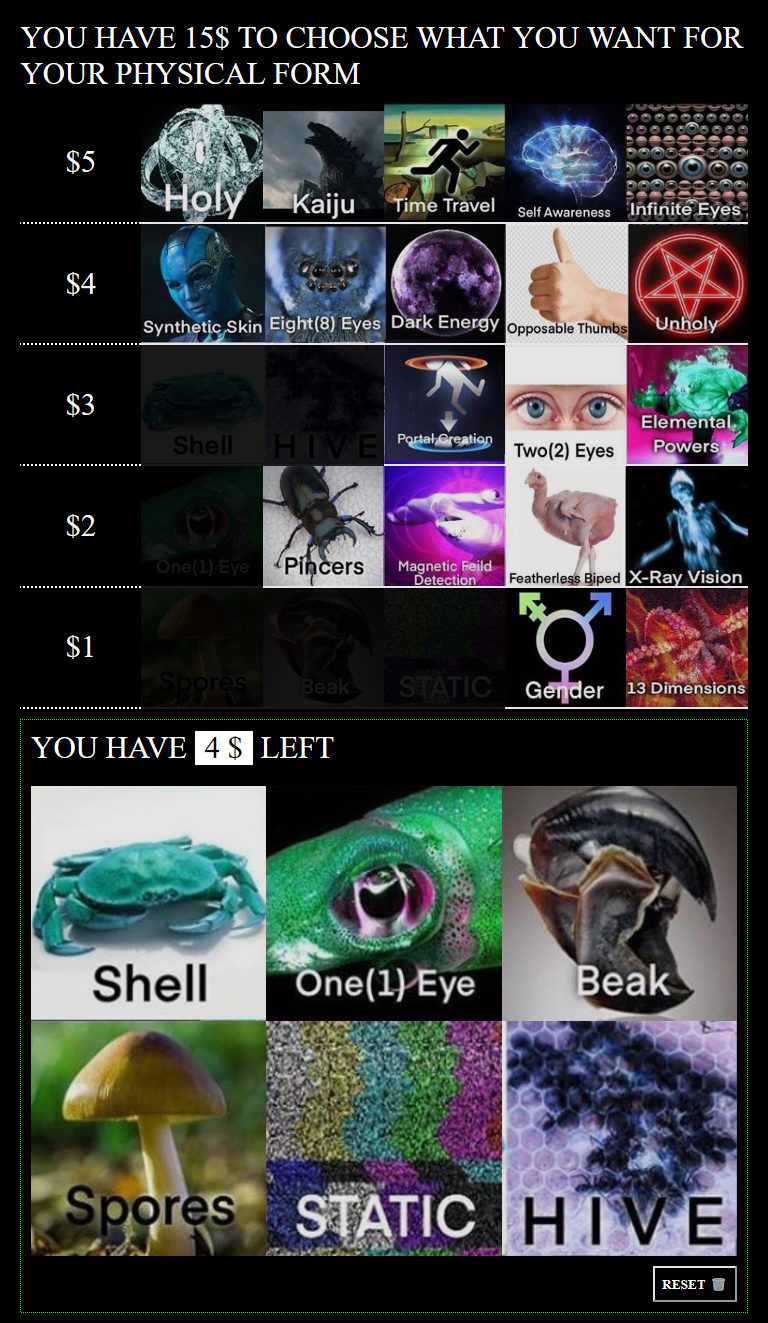 YOU HAVE 15$ TO CHOOSE WHAT YOU WANT FOR
YOUR PHYSICAL FORM
$5
Holy
Kaiju
Time Travel
Self Awareness
Infinite Eyes
$4
Synthetic Skin
Eight(8) Eyes
Dark Energy
Opposable Thumbs
Unholy
$3
Shell
HIVE
Portal Creation
Two(2) Eyes
Elemental
Powers
$2
One(1) Eye
Pincers
Magnetic Feild
Detection
Featherless Biped
X-Ray Vision
$1
Spores
Beak
STATIC
Gender
13 Dimensions
YOU HAVE 4 $ LEFT
Shell
One(1) Eye
Beak
Spores
STATIC
HIVE
RESET